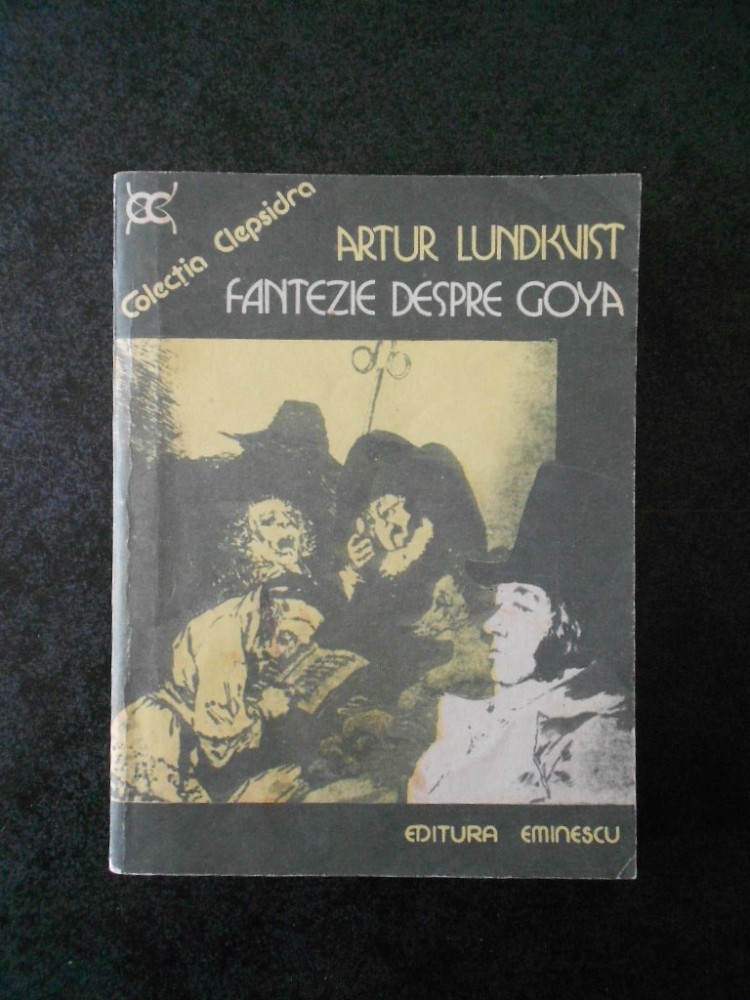 Colecția Clepsidra
ARTUR LUNDKVIST
FANTEZIE DESPRE GOYA
EDITURA EMINESCU